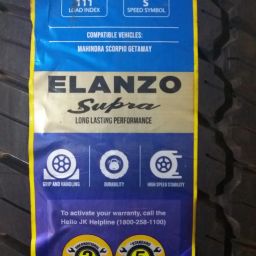 111
LOAD INDEX
S
SPEED SYMBOL
COMPATIBLE VEHICLES:
MAHINDRA SCORPIO GETAWAY
ELANZO
Supra
LONG LASTING PERFORMANCE
GRIP AND HANDLING
DURABILITY
HIGH SPEED STABILITY
To activate your warranty, call the
Hello JK Helpline (1800-258-1100)
5